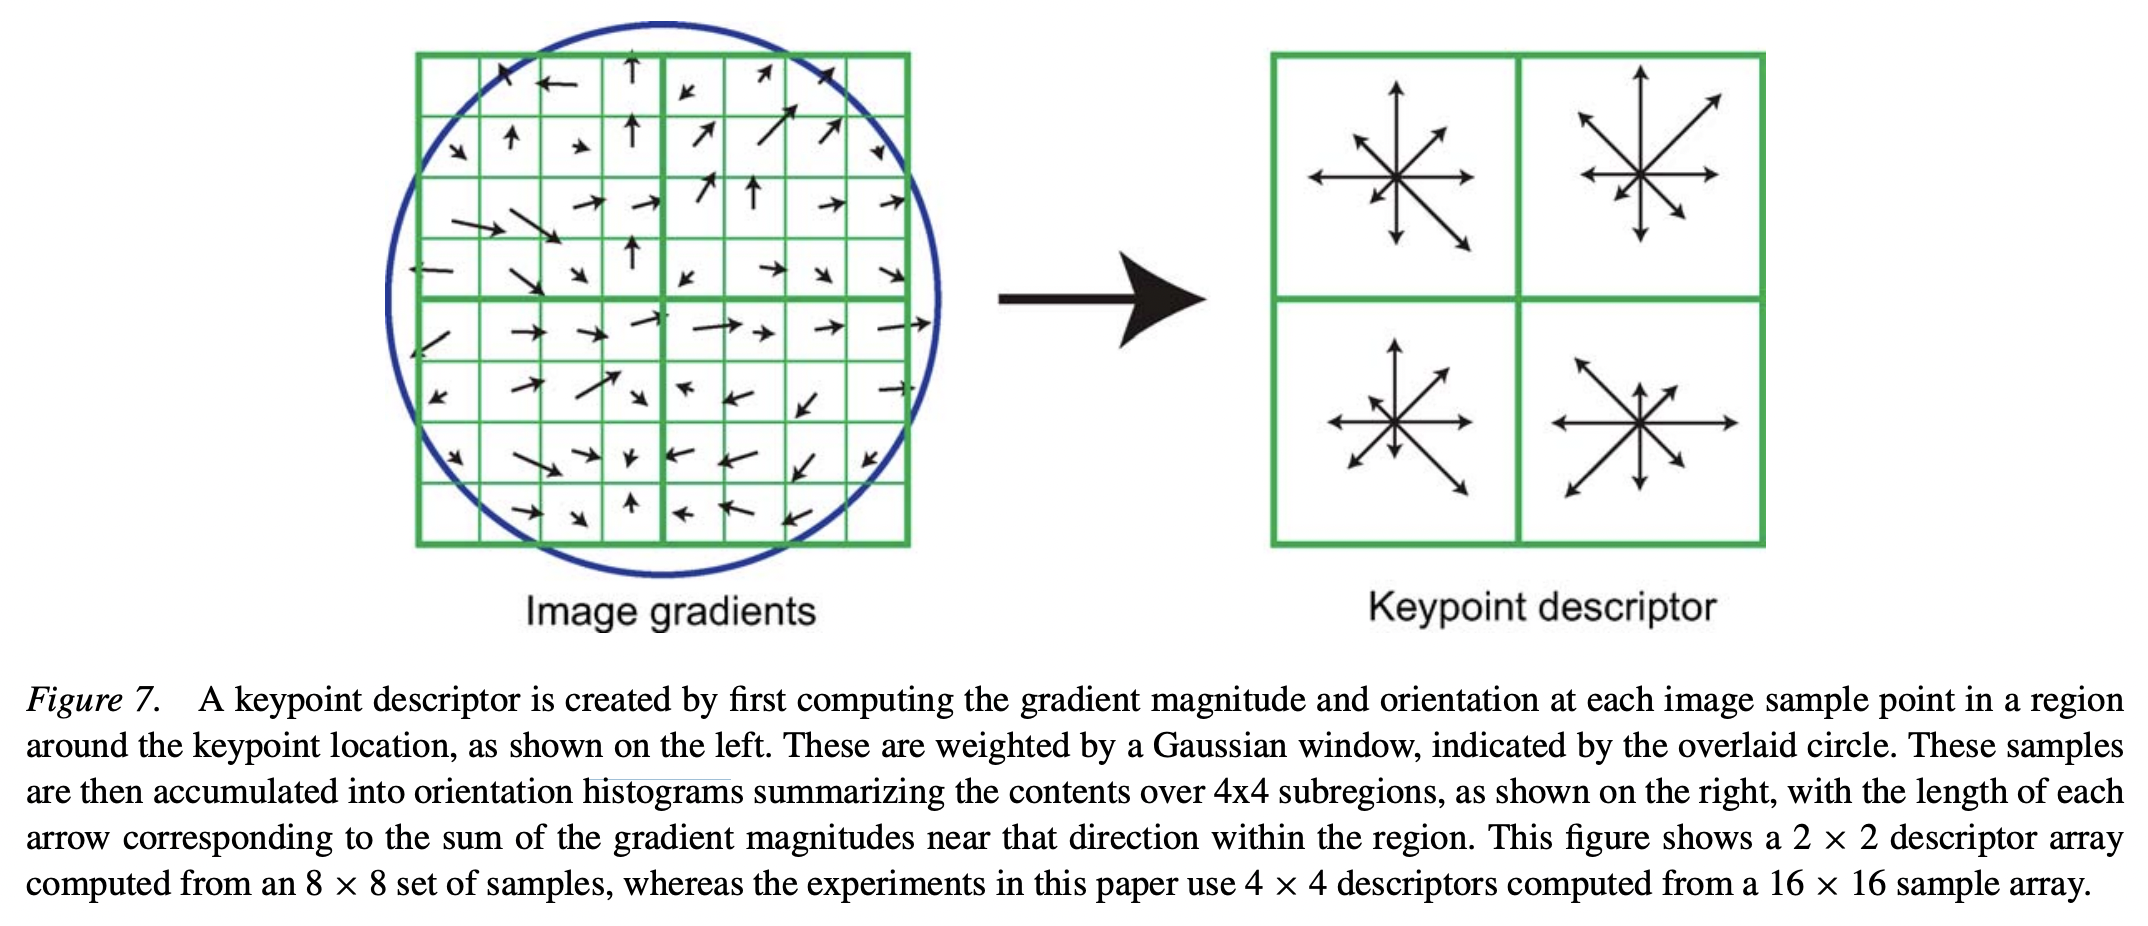 Image gradients
Keypoint descriptor
Figure 7. A keypoint descriptor is created by first computing the gradient magnitude and orientation at each image sample point in a region
around the keypoint location, as shown on the left. These are weighted by a Gaussian window, indicated by the overlaid circle. These samples
are then accumulated into orientation histograms summarizing the contents over 4x4 subregions, as shown on the right, with the length of each
arrow corresponding to the sum of the gradient magnitudes near that direction within the region. This figure shows a 2 × 2 descriptor array
computed from an 8 × 8 set of samples, whereas the experiments in this paper use 4 × 4 descriptors computed from a 16 × 16 sample array.